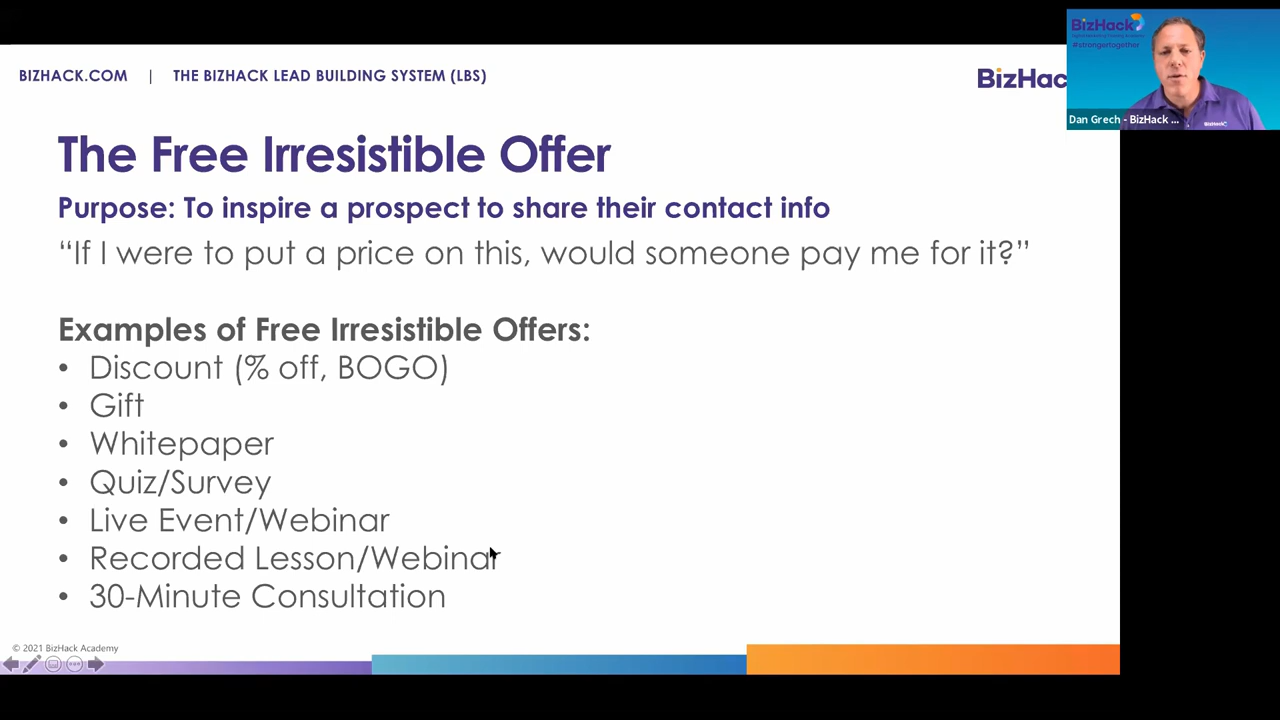 BIZHACK.COM | THE BIZHACK LEAD BUILDING SYSTEM (LBS)
BizHac
BizHack
#strongertogether
Dan Grech - BizHack ...
BizHack
The Free Irresistible Offer
Purpose: To inspire a prospect to share their contact info
“If I were to put a price on this, would someone pay me for it?”
Examples of Free Irresistible Offers:
• Discount (% off, BOGO)
• Gift
• Whitepaper
• Quiz/Survey
• Live Event/Webinar
• Recorded Lesson/Webinar
• 30-Minute Consultation
© 2021 BizHack Academy